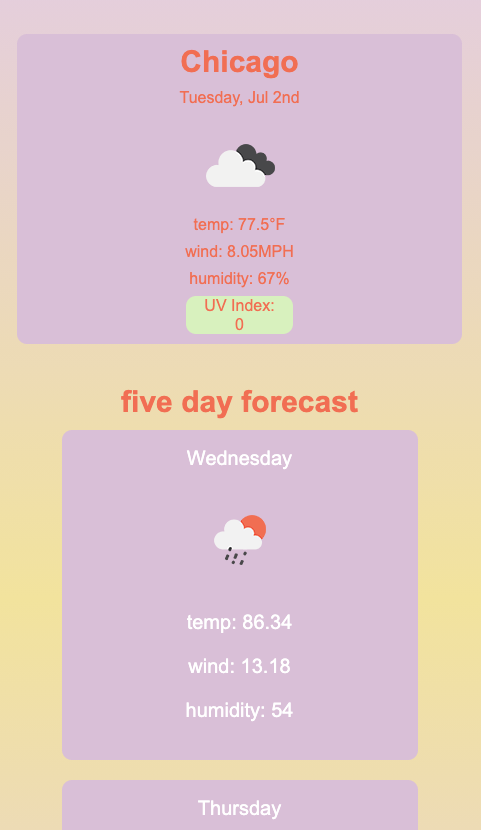 Chicago
Tuesday, Jul 2nd
temp: 77.5°F
wind: 8.05MPH
humidity: 67%
UV Index:
0
five day forecast
Wednesday
temp: 86.34
wind: 13.18
humidity: 54
Thursday